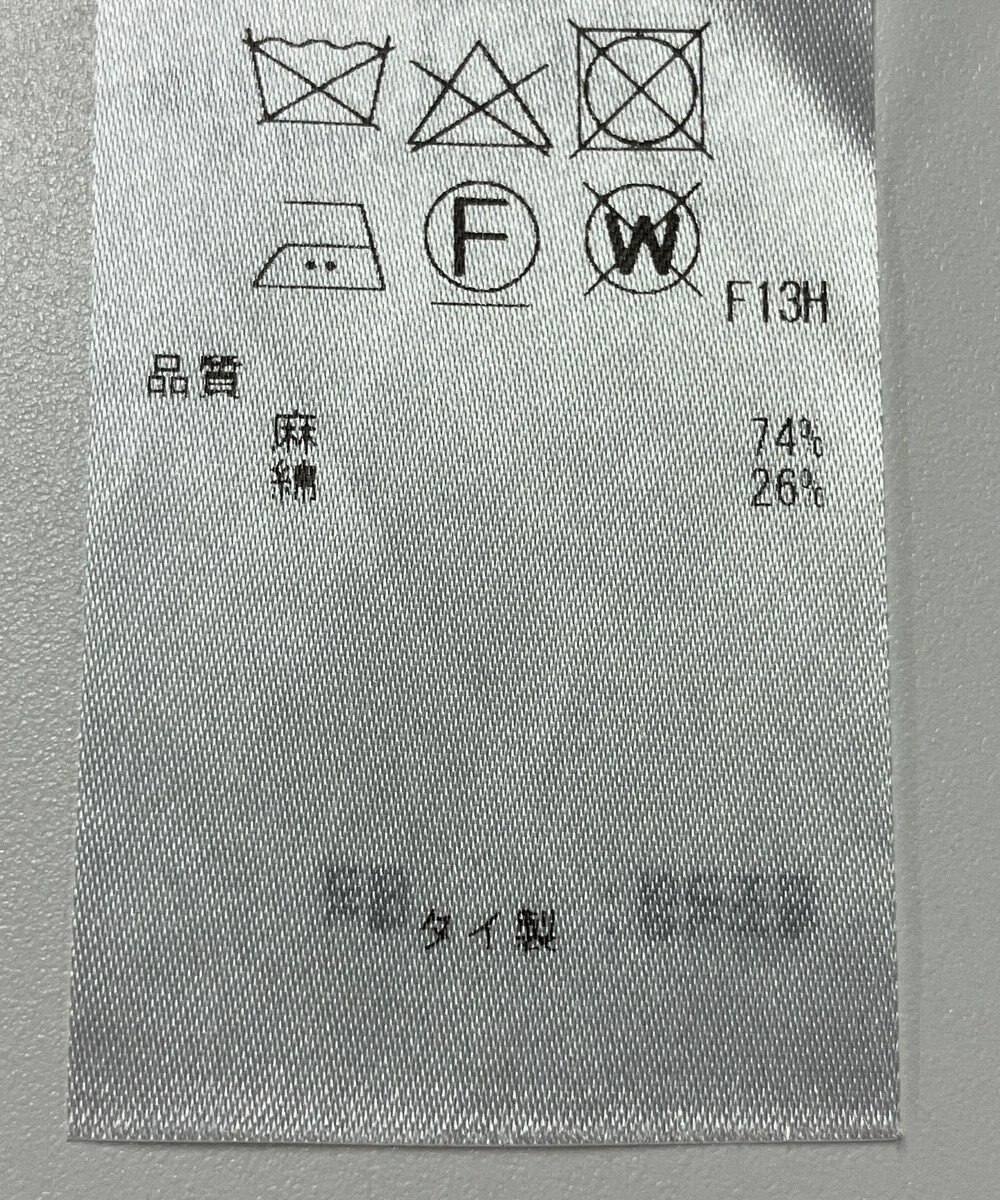 F W
F13H
品質
麻 74%
綿 26%
タイ製